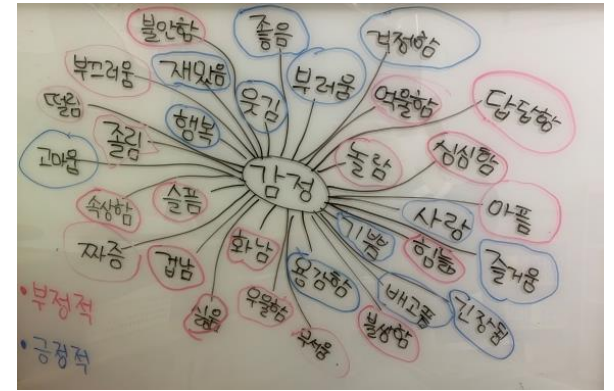 불안함
좋음
걱정함
부끄러움
재밌음
웃김
부러움
억울함
답답함
떨림
졸림
행복
놀람
심심함
고마움
감정
아픔
속상함
슬픔
사랑
기쁨
힘듦
즐거움
짜증
겁남
화남
용감함
배고픔
긴장됨
싫음
우울함
무서움
불쌍함
•부정적
•긍정적